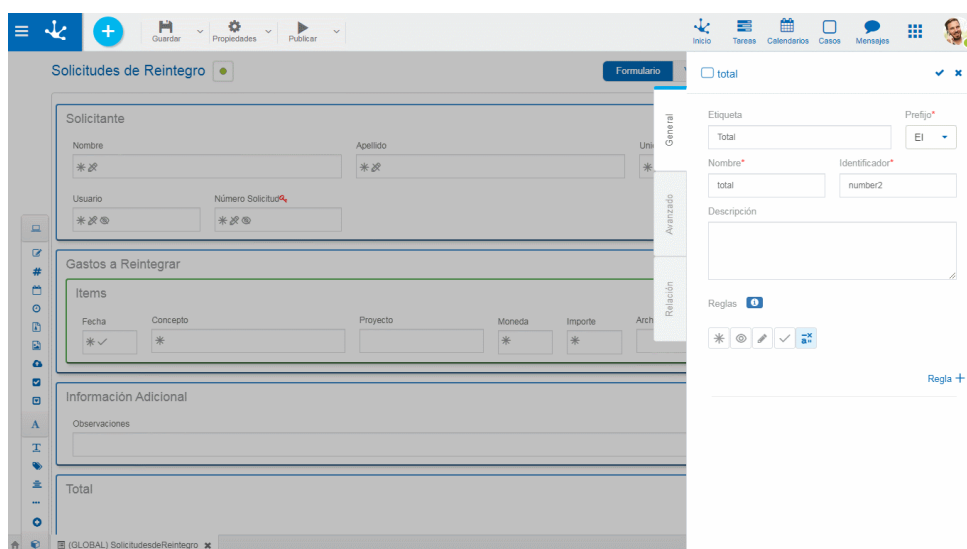 Guardar Propiedades Publicar Inicio Tareas Calendarios Casos Mensajes
Solicitudes de Reintegro
Formulario
Solicitante
Nombre Apellido
Usuario Número Solicitud
Gastos a Reintegrar
Items
Fecha Concepto Proyecto Moneda Importe
Información Adicional
Observaciones
Total
(GLOBAL) SolicitudesdeReintegro
General
Avanzado
Relación
total
Etiqueta Prefijo*
Total El
Nombre* Identificador*
total number2
Descripción
Reglas
Regla